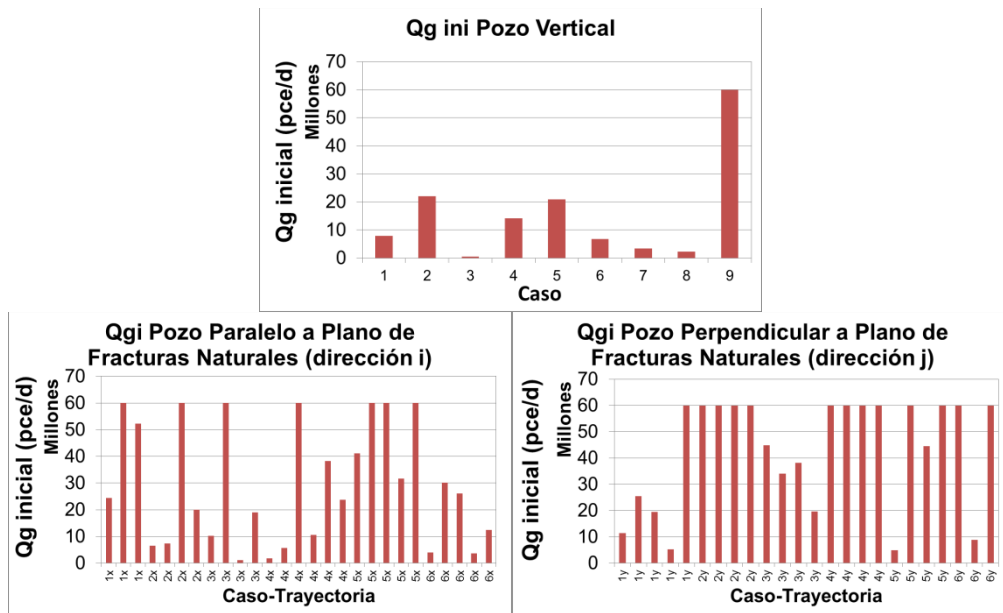 Qg ini Pozo Vertical
Qg inicial (pce/d)
Millones
70
60
50
40
30
20
10
0
1 2 3 4 5 6 7 8 9
Caso
Qgi Pozo Paralelo a Plano de
Fracturas Naturales (dirección i)
Qg inicial (pce/d)
Millones
70
60
50
40
30
20
10
0
1x 1x 1x 2x 2x 2x 2x 3x 3x 3x 3x 4x 4x 4x 4x 4x 4x 5x 5x 5x 5x 5x 6x 6x 6x 6x 6x
Caso-Trayectoria
Qgi Pozo Perpendicular a Plano de
Fracturas Naturales (dirección j)
Qg inicial (pce/d)
Millones
70
60
50
40
30
20
10
0
1y 1y 1y 1y 1y 2y 2y 2y 2y 3y 3y 3y 3y 4y 4y 4y 4y 5y 5y 5y 5y 6y 6y 6y
Caso-Trayectoria